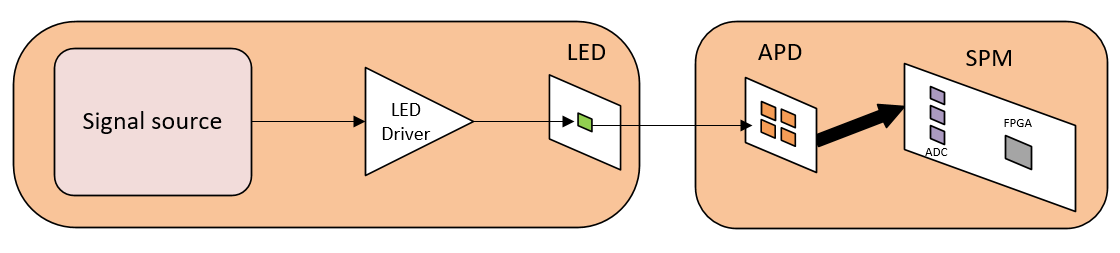 Signal source
LED
Driver
LED
APD
SPM
ADC
FPGA